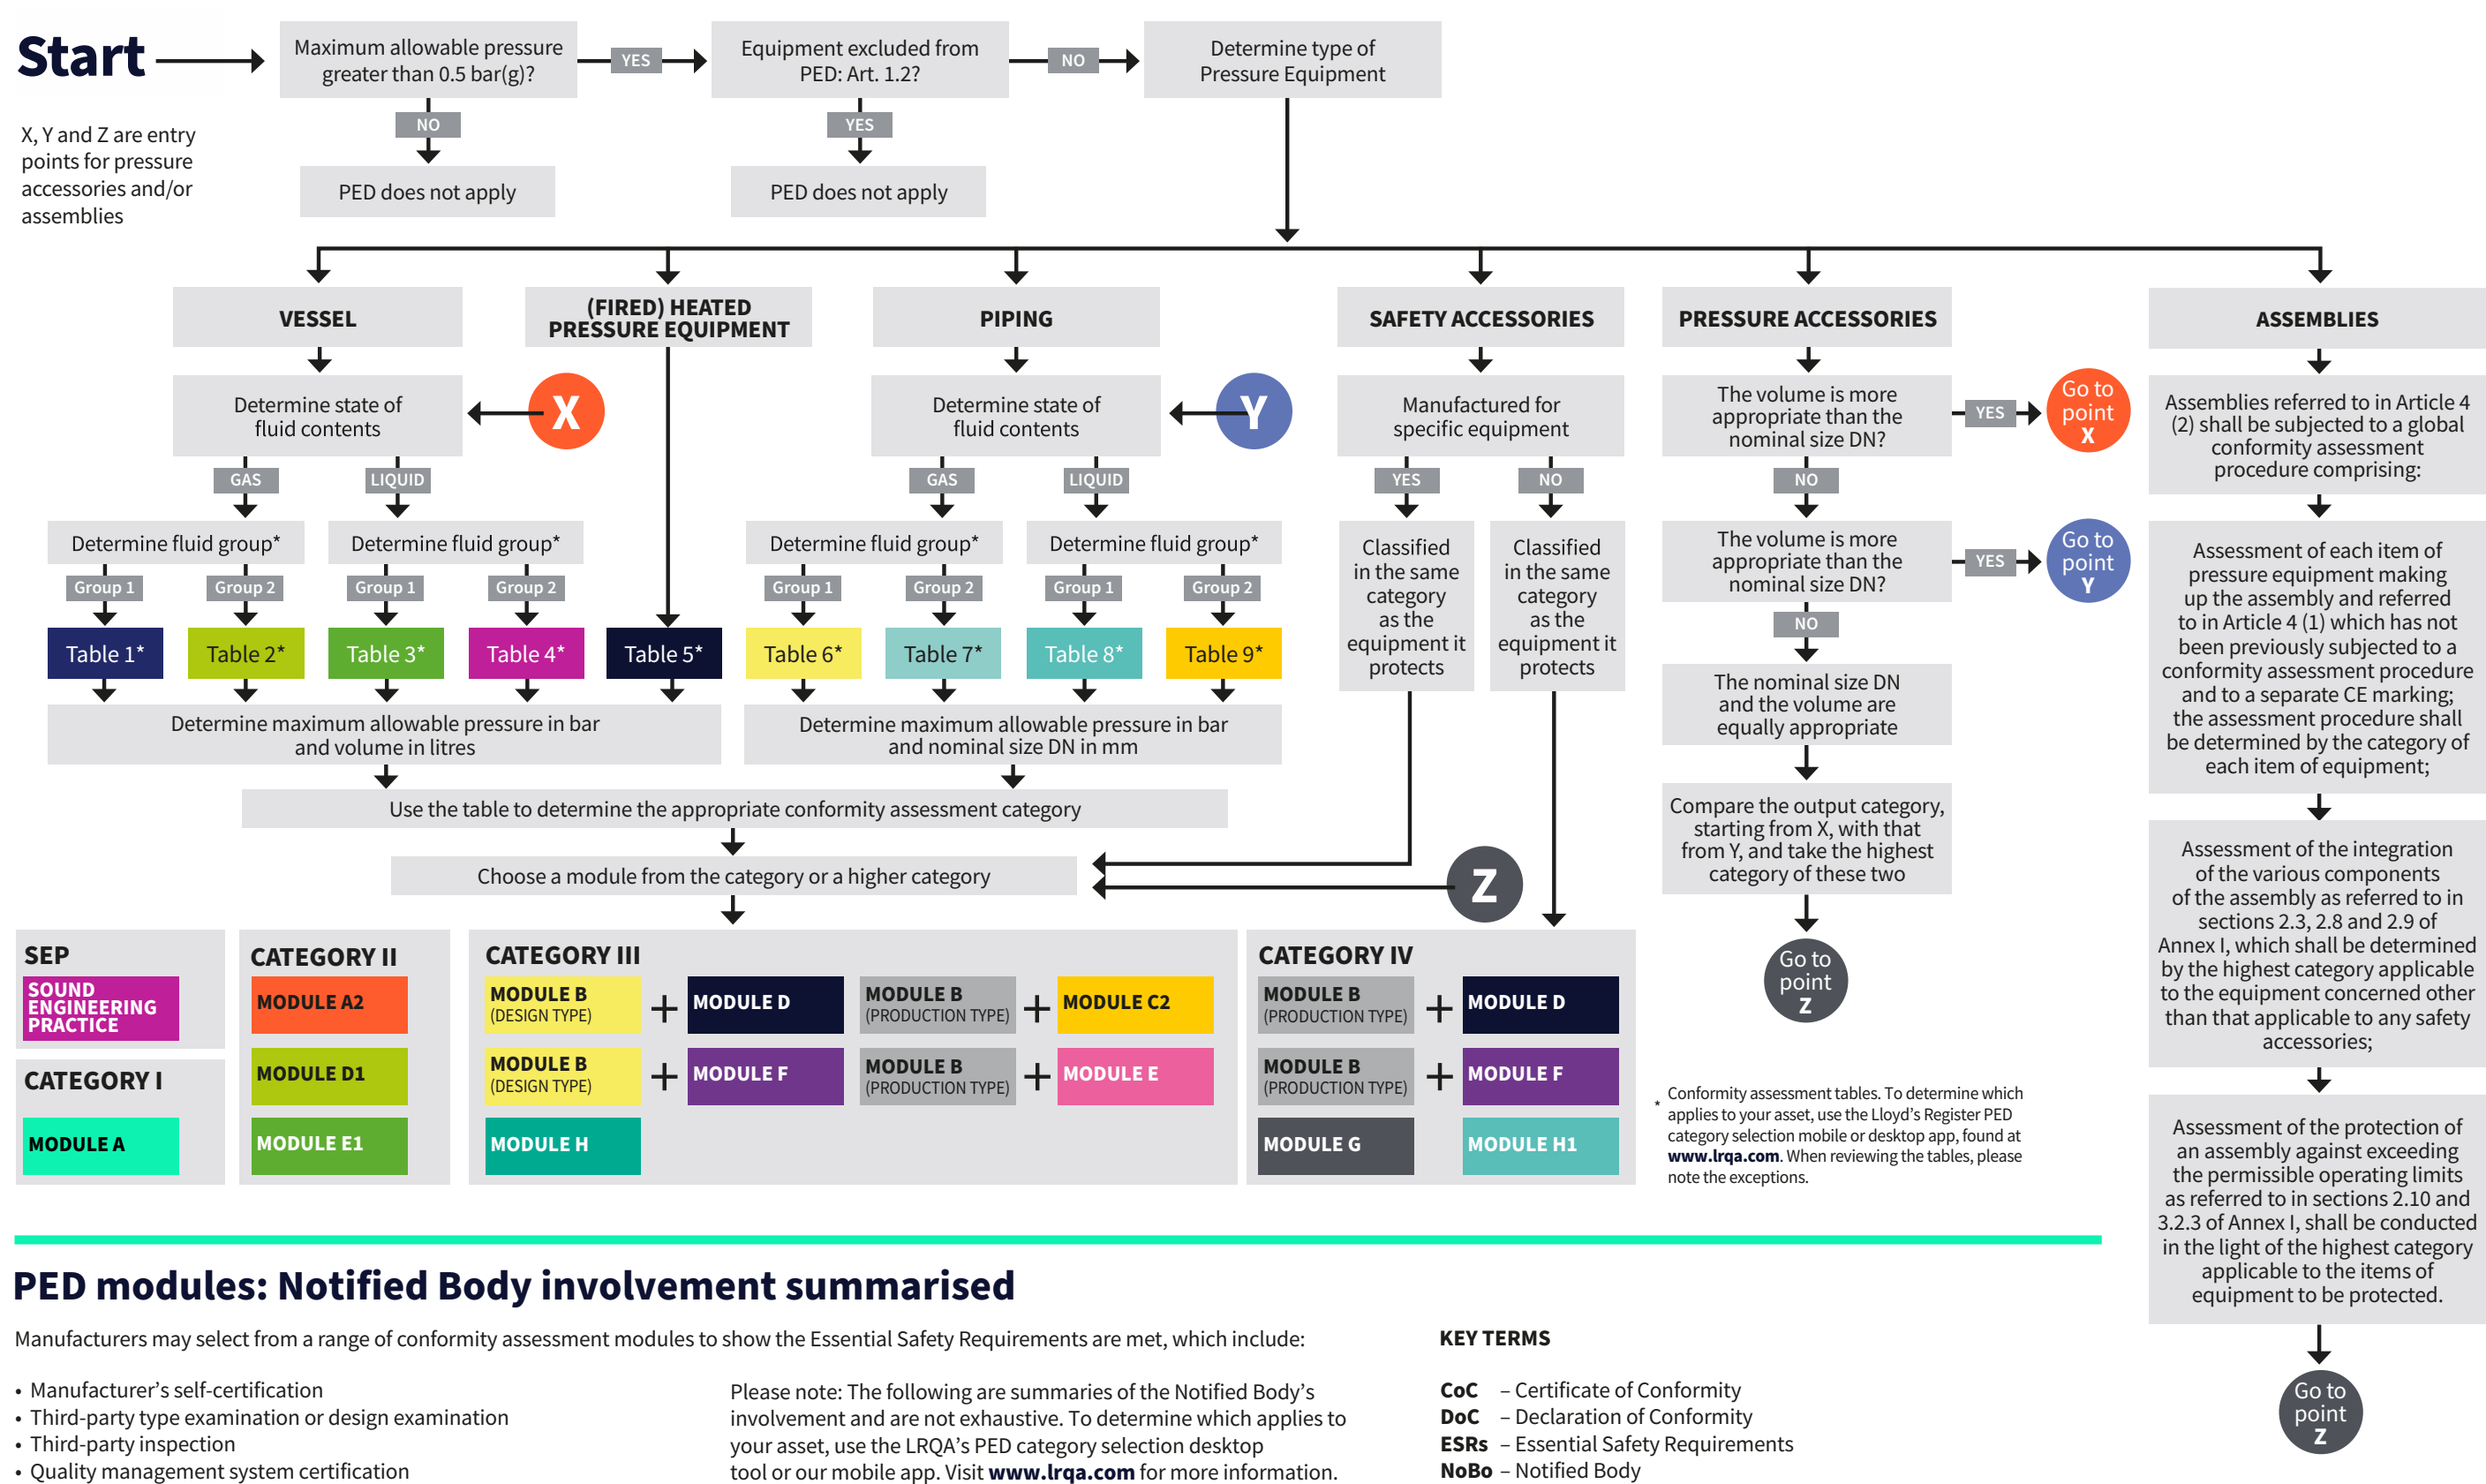 Start
Maximum allowable pressure
greater than 0.5 bar(g)?
YES
Equipment excluded from
PED: Art. 1.2?
NO
Determine type of
Pressure Equipment
X, Y and Z are entry
points for pressure
accessories and/or
assemblies
NO
YES
PED does not apply
PED does not apply
VESSEL
(FIRED) HEATED
PRESSURE EQUIPMENT
PIPING
SAFETY ACCESSORIES
PRESSURE ACCESSORIES
ASSEMBLIES
Determine state of
fluid contents
X
GAS
LIQUID
Determine fluid group*
Determine fluid group*
Group 1
Group 2
Group 1
Group 2
Table 1*
Table 2*
Table 3*
Table 4*
Table 5*
Determine maximum allowable pressure in bar
and volume in litres
Determine state of
fluid contents
Y
GAS
LIQUID
Determine fluid group*
Determine fluid group*
Group 1
Group 2
Group 1
Group 2
Table 6*
Table 7*
Table 8*
Table 9*
Determine maximum allowable pressure in bar
and nominal size DN in mm
Use the table to determine the appropriate conformity assessment category
Choose a module from the category or a higher category
Z
Manufactured for
specific equipment
YES
NO
Classified
in the same
category
as the
equipment it
protects
Classified
in the same
category
as the
equipment it
protects
The volume is more
appropriate than the
nominal size DN?
YES
Go to
point
X
NO
The volume is more
appropriate than the
nominal size DN?
YES
Go to
point
Y
NO
The nominal size DN
and the volume are
equally appropriate
Compare the output category,
starting from X, with that
from Y, and take the highest
category of these two
Go to
point
Z
Assemblies referred to in Article 4
(2) shall be subjected to a global
conformity assessment
procedure comprising:
Assessment of each item of
pressure equipment making
up the assembly and referred
to in Article 4 (1) which has not
been previously subjected to a
conformity assessment procedure
and to a separate CE marking;
the assessment procedure shall
be determined by the category of
each item of equipment;
Assessment of the integration
of the various components
of the assembly as referred to in
sections 2.3, 2.8 and 2.9 of
Annex I, which shall be determined
by the highest category applicable
to the equipment concerned other
than that applicable to any safety
accessories;
Assessment of the protection of
an assembly against exceeding
the permissible operating limits
as referred to in sections 2.10 and
3.2.3 of Annex I, shall be conducted
in the light of the highest category
applicable to the items of
equipment to be protected.
Go to
point
Z
SEP
SOUND
ENGINEERING
PRACTICE
CATEGORY I
MODULE A
CATEGORY II
MODULE A2
MODULE D1
MODULE E1
CATEGORY III
MODULE B
(DESIGN TYPE)
+
MODULE D
MODULE B
(PRODUCTION TYPE)
+
MODULE C2
MODULE B
(DESIGN TYPE)
+
MODULE F
MODULE B
(PRODUCTION TYPE)
+
MODULE E
MODULE H
CATEGORY IV
MODULE B
(PRODUCTION TYPE)
+
MODULE D
MODULE B
(PRODUCTION TYPE)
+
MODULE F
MODULE G
MODULE H1
* Conformity assessment tables. To determine which
applies to your asset, use the Lloyd's Register PED
category selection mobile or desktop app, found at
www.lrqa.com. When reviewing the tables, please
note the exceptions.
PED modules: Notified Body involvement summarised
Manufacturers may select from a range of conformity assessment modules to show the Essential Safety Requirements are met, which include:
• Manufacturer's self-certification
• Third-party type examination or design examination
• Third-party inspection
• Quality management system certification
Please note: The following are summaries of the Notified Body's
involvement and are not exhaustive. To determine which applies to
your asset, use the LRQA's PED category selection desktop
tool or our mobile app. Visit www.lrqa.com for more information.
KEY TERMS
CoC – Certificate of Conformity
DoC – Declaration of Conformity
ESRs – Essential Safety Requirements
NoBo – Notified Body